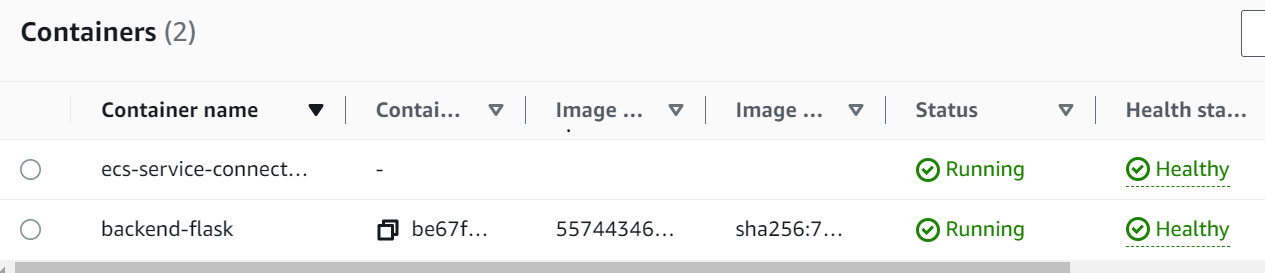 Containers (2)
Container name Contai... Image ... Image ... Status Health sta...
ecs-service-connect... - Running Healthy
backend-flask be67f... 55744346... sha256:7... Running Healthy